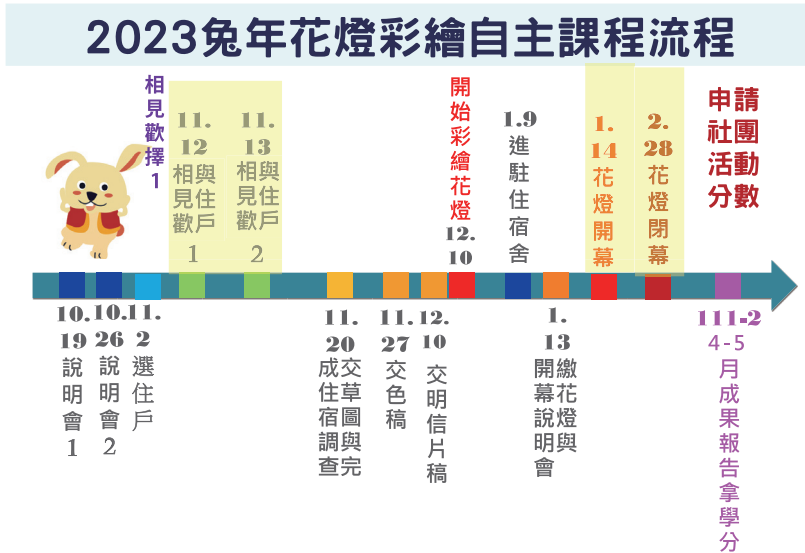 2023兔年花燈彩繪自主課程流程
相見歡擇1
11.
12
與住戶
相見歡
1
11.
13
與住戶
相見歡
2
開始彩繪花燈
12.
10
1.9
進駐住宿舍
1.
14
花燈開幕
2.
28
花燈閉幕
申請
社團
活動
分數
10.
19
說明會
1
10.
26
說明會
2
11.
2
選住戶
11.
20
交草圖與完
成住宿調查
11.
27
交色稿
12.
10
交明信片稿
1.
13
繳花燈與
開幕說明會
111-2
4-5
月成果報告拿學分